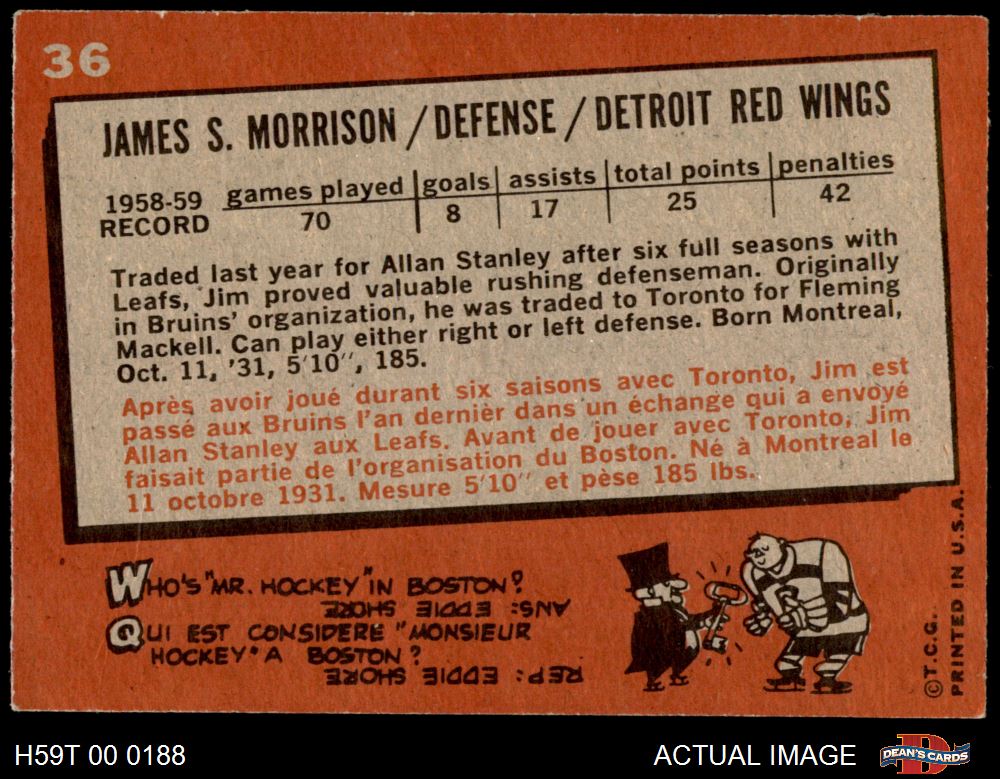 36
JAMES S. MORRISON / DEFENSE / DETROIT RED WINGS
1958-59 RECORD games played goals assists total points penalties
70 8 17 25 42
Traded last year for Allan Stanley after six full seasons with
Leafs, Jim proved valuable rushing defenseman. Originally
in Bruins' organization, he was traded to Toronto for Fleming
Mackell. Can play either right or left defense. Born Montreal,
Oct. 11, '31, 5'10", 185.
Après avoir joué durant six saisons avec Toronto, Jim est
passé aux Bruins l'an dernièr dans un échange qui a envoyé
Allan Stanley aux Leafs. Avant de jouer avec Toronto, Jim
faisait partie de l'organisation du Boston. Né à Montreal le
11 octobre 1931. Mesure 5'10" et pèse 185 lbs.
WHO'S "MR. HOCKEY" IN BOSTON?
ANS: EDDIE SHORE
QUI EST CONSIDERE "MONSIEUR
HOCKEY" A BOSTON?
REP: EDDIE SHORE
©T.C.G.
PRINTED IN U.S.A.
H59T 00 0188
ACTUAL IMAGE
DEAN'S CARDS